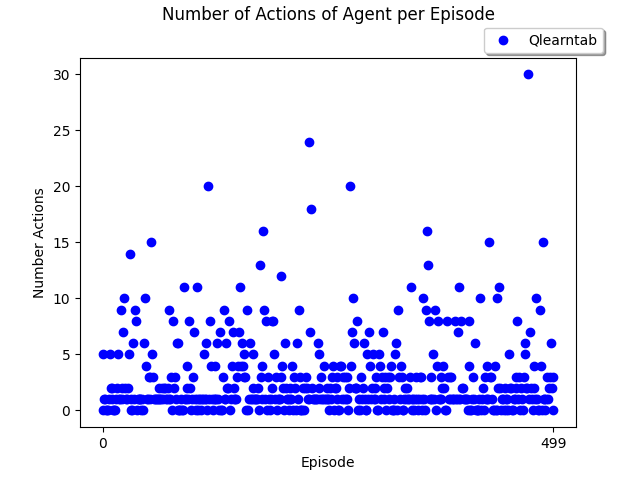 Number of Actions of Agent per Episode
Qlearntab
30
25
20
15
10
5
0
Number Actions
0 499
Episode